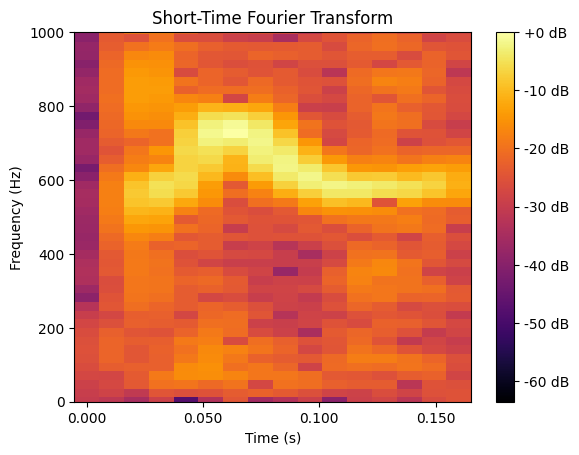 Short-Time Fourier Transform
1000
800
600
400
200
0
Frequency (Hz)
0.000
0.050
0.100
0.150
Time (s)
+0 dB
-10 dB
-20 dB
-30 dB
-40 dB
-50 dB
-60 dB